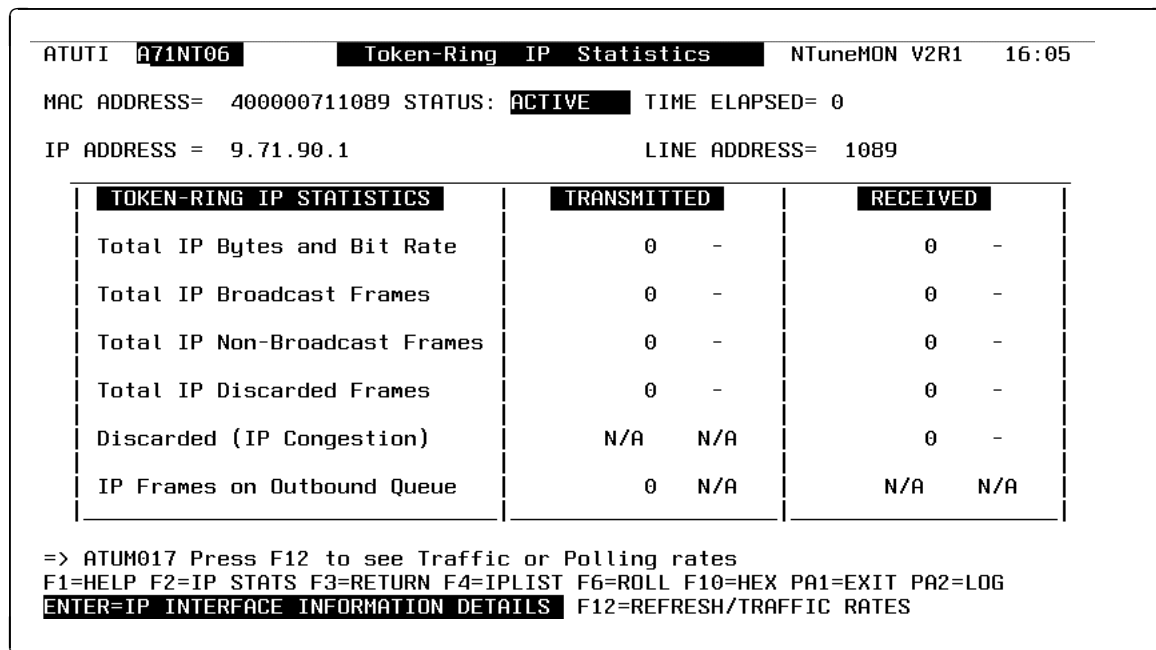 ATUTI A71NT06 Token-Ring IP Statistics NTuneMON V2R1 16:05
MAC ADDRESS= 400000711089 STATUS: ACTIVE TIME ELAPSED= 0
IP ADDRESS = 9.71.90.1 LINE ADDRESS= 1089
TOKEN-RING IP STATISTICS TRANSMITTED RECEIVED
Total IP Bytes and Bit Rate 0 - 0 -
Total IP Broadcast Frames 0 - 0 -
Total IP Non-Broadcast Frames 0 - 0 -
Total IP Discarded Frames 0 - 0 -
Discarded (IP Congestion) N/A N/A 0 -
IP Frames on Outbound Queue 0 N/A N/A N/A
=> ATUM017 Press F12 to see Traffic or Polling rates
F1=HELP F2=IP STATS F3=RETURN F4=IPLIST F6=ROLL F10=HEX PA1=EXIT PA2=LOG
ENTER=IP INTERFACE INFORMATION DETAILS F12=REFRESH/TRAFFIC RATES